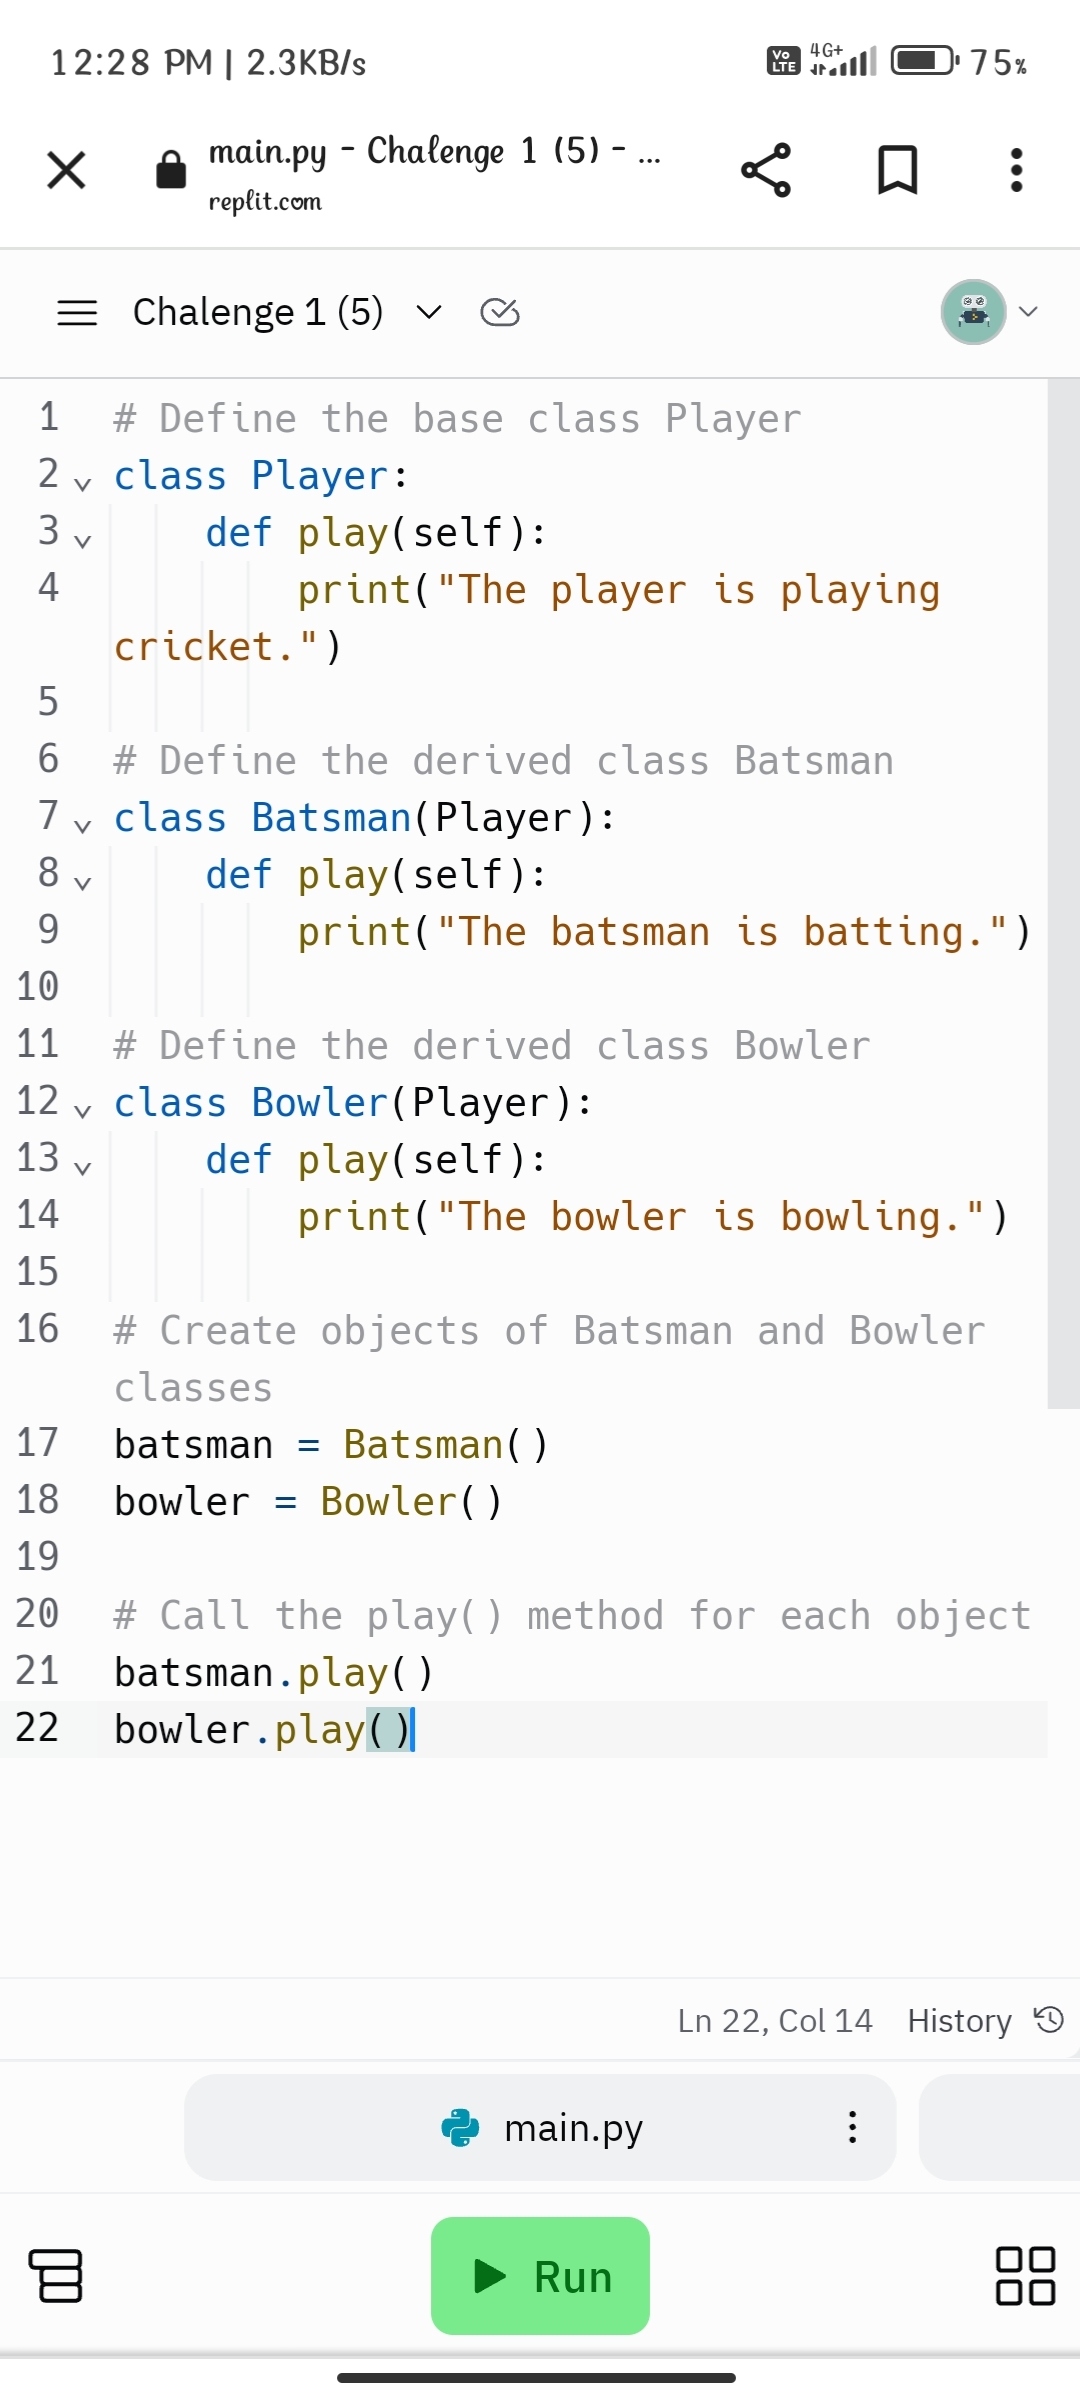 12:28 PM | 2.3KB/s
Vo LTE 4G+ 75%
main.py - Chalenge 1 (5) - ...
replit.com
Chalenge 1 (5)
1 # Define the base class Player
2 class Player:
3     def play(self):
4         print("The player is playing
cricket.")
5
6 # Define the derived class Batsman
7 class Batsman(Player):
8     def play(self):
9         print("The batsman is batting.")
10
11 # Define the derived class Bowler
12 class Bowler(Player):
13     def play(self):
14         print("The bowler is bowling.")
15
16 # Create objects of Batsman and Bowler
classes
17 batsman = Batsman()
18 bowler = Bowler()
19
20 # Call the play() method for each object
21 batsman.play()
22 bowler.play()
Ln 22, Col 14 History
main.py
Run